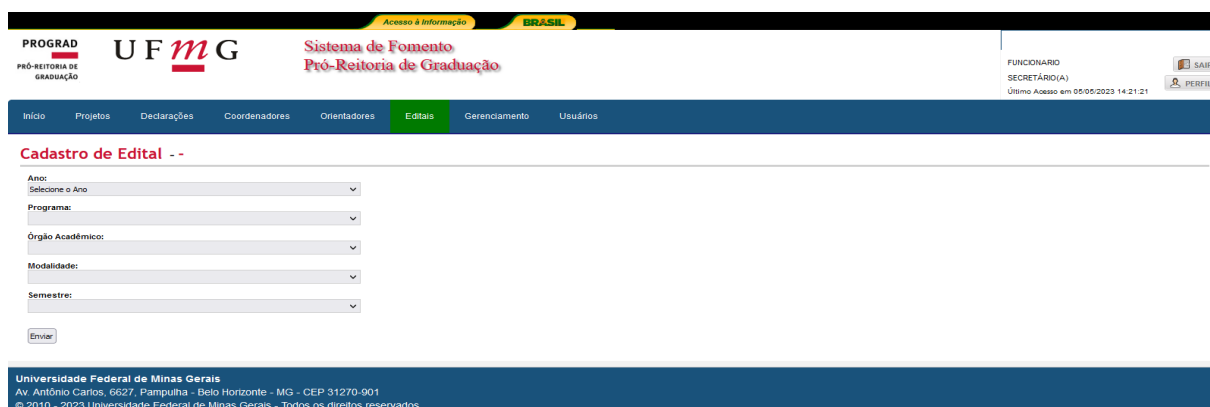 Acesso à Informação BRASIL
PROGRAD
PRÓ-REITORIA DE
GRADUAÇÃO
UFMG
Sistema de Fomento
Pró-Reitoria de Graduação
FUNCIONARIO
SECRETÁRIO(A)
Último Acesso em 05/05/2023 14:21:21
SAIR
PERFIL
Início Projetos Declarações Coordenadores Orientadores Editais Gerenciamento Usuários
Cadastro de Edital - -
Ano:
Selecione o Ano
Programa:
Órgão Acadêmico:
Modalidade:
Semestre:
Enviar
Universidade Federal de Minas Gerais
Av. Antônio Carlos, 6627, Pampulha - Belo Horizonte - MG - CEP 31270-901
© 2010 - 2023 Universidade Federal de Minas Gerais - Todos os direitos reservados